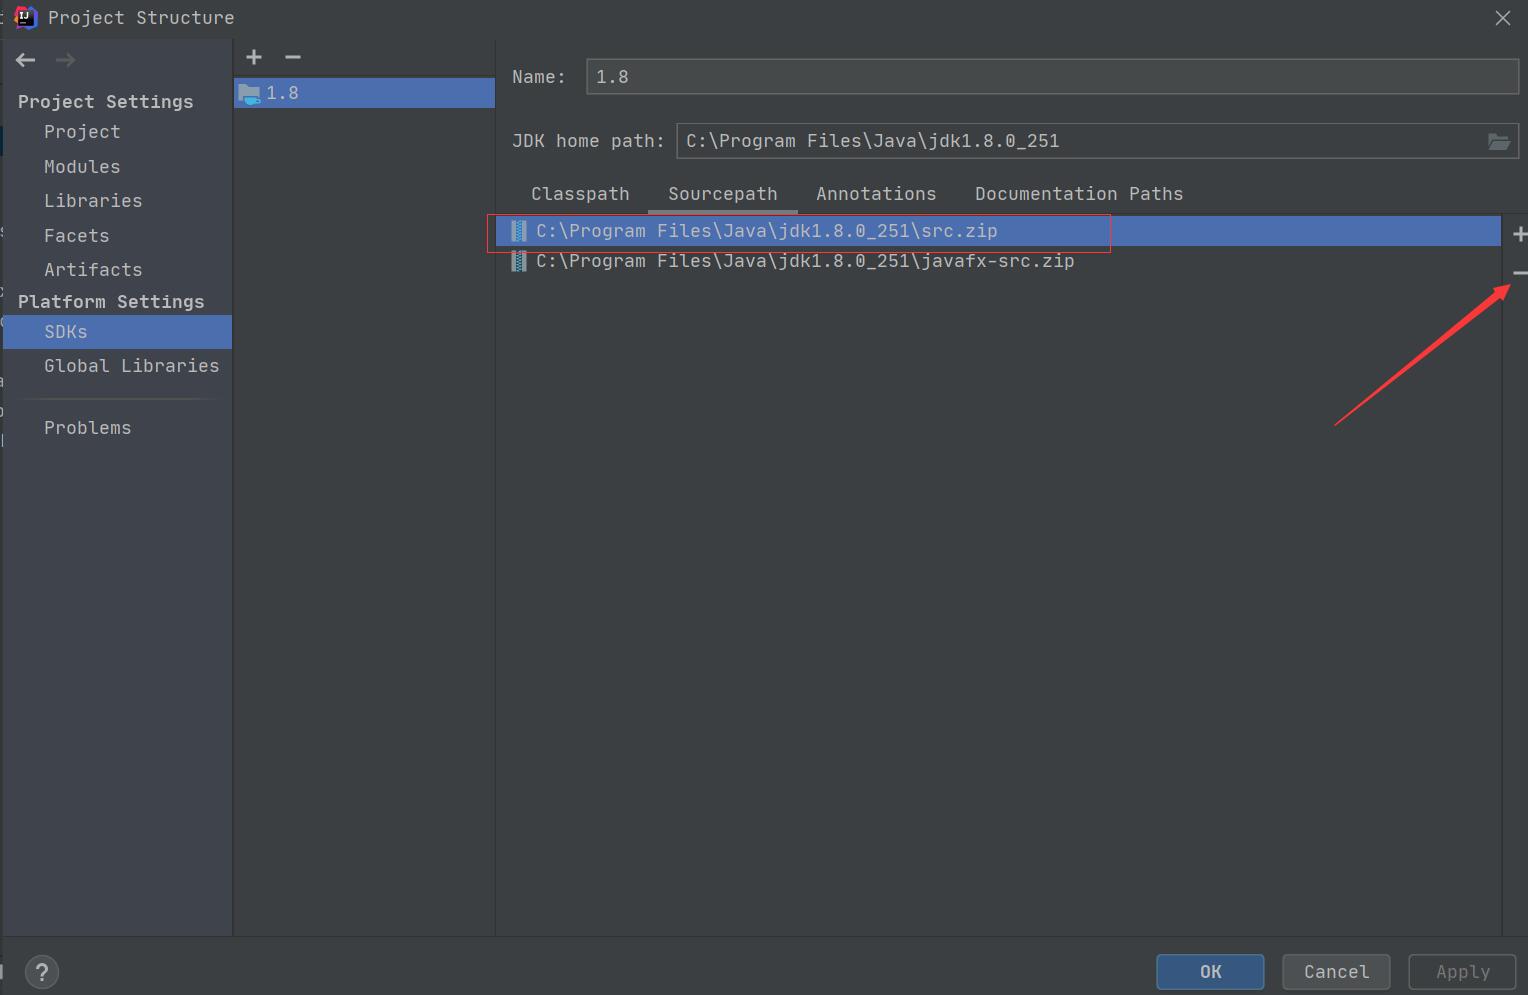 Project Structure
Project Settings
Project
Modules
Libraries
Facets
Artifacts
Platform Settings
SDKs
Global Libraries
Problems
1.8
Name: 1.8
JDK home path: C:\Program Files\Java\jdk1.8.0_251
Classpath Sourcepath Annotations Documentation Paths
C:\Program Files\Java\jdk1.8.0_251\src.zip
C:\Program Files\Java\jdk1.8.0_251\javafx-src.zip
? OK Cancel Apply